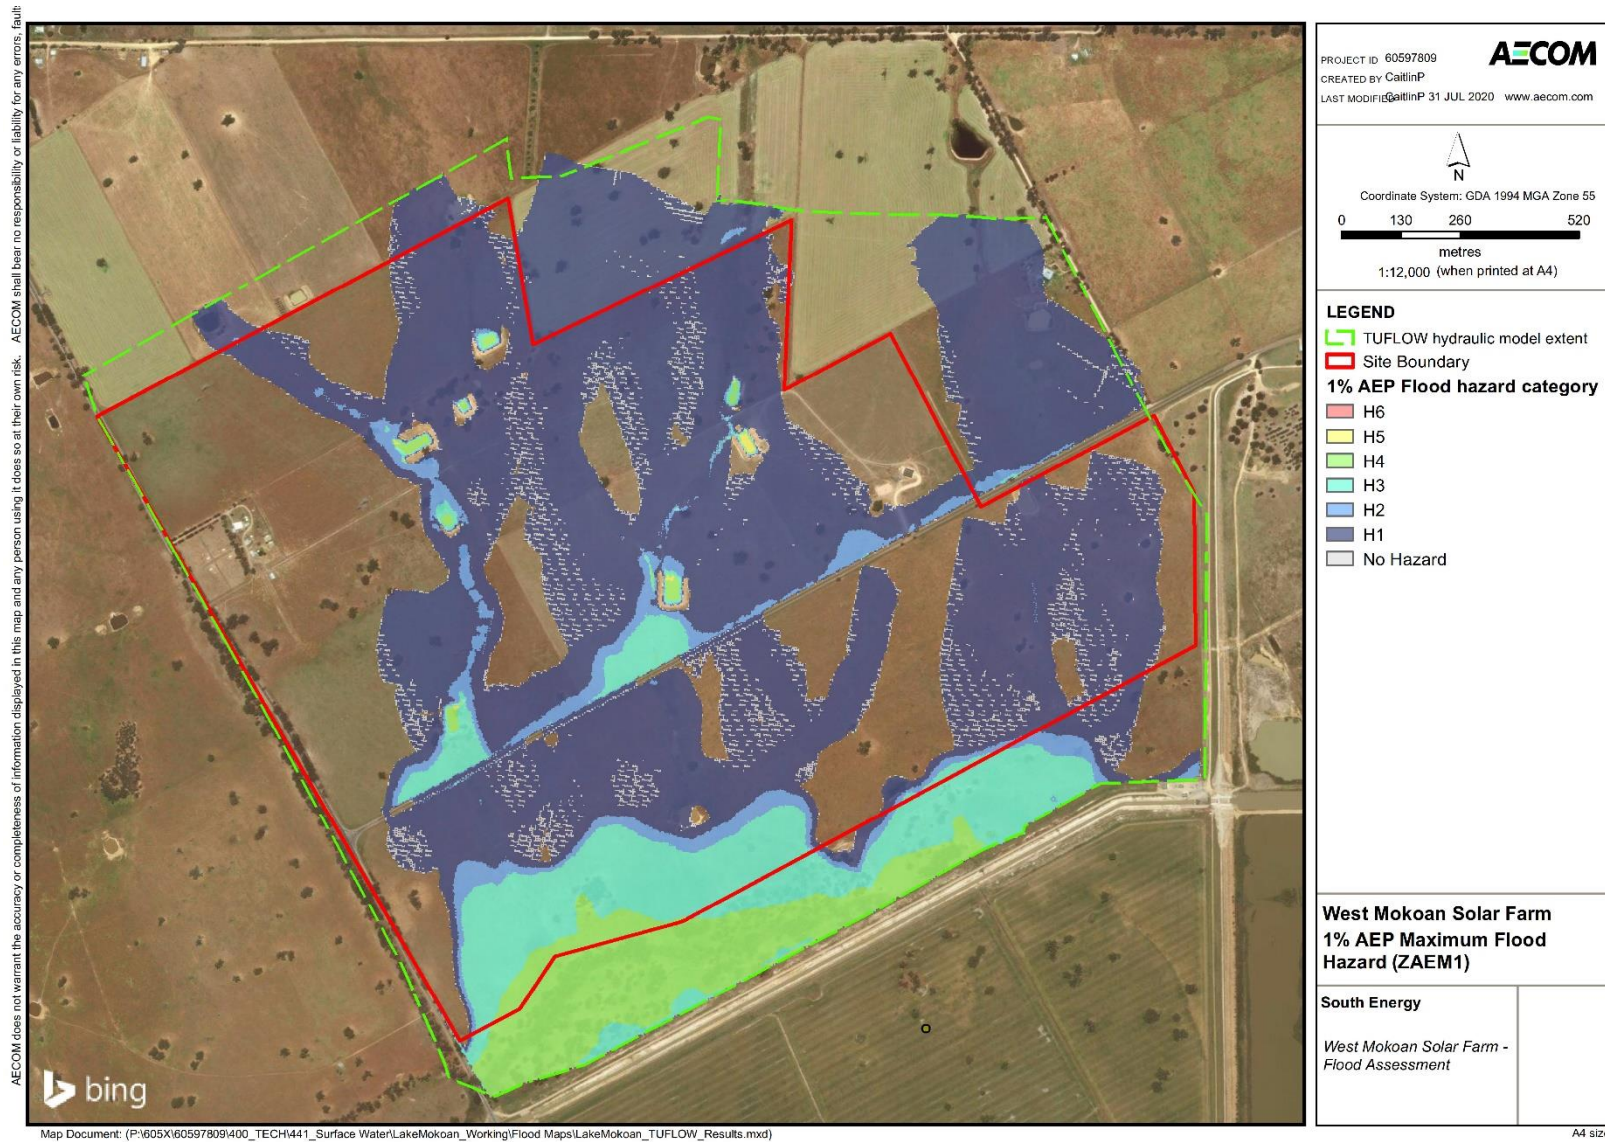 AECOM does not warrant the accuracy or completeness of information displayed in this map and any person using it does so at their own risk. AECOM shall bear no responsibility or liability for any errors, fault
PROJECT ID 60597809
AECOM
CREATED BY CaitlinP
LAST MODIFIED CaitlinP 31 JUL 2020 www.aecom.com
N
Coordinate System: GDA 1994 MGA Zone 55
0 130 260 520
metres
1:12,000 (when printed at A4)
LEGEND
TUFLOW hydraulic model extent
Site Boundary
1% AEP Flood hazard category
H6
H5
H4
H3
H2
H1
No Hazard
West Mokoan Solar Farm
1% AEP Maximum Flood
Hazard (ZAEM1)
South Energy
West Mokoan Solar Farm -
Flood Assessment
bing
Map Document: (P:\605X\60597809\400_TECH\441_Surface Water\LakeMokoan_Working\Flood Maps\LakeMokoan_TUFLOW_Results.mxd)
A4 size